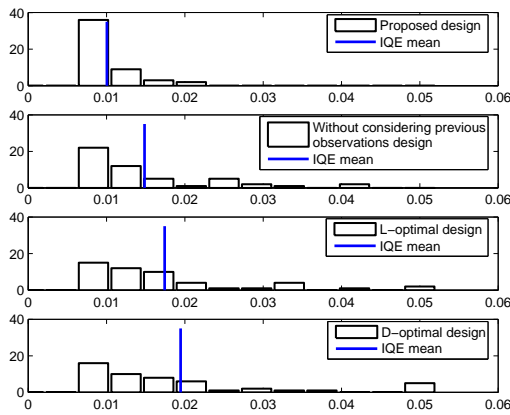 40
20
0
0 0.01 0.02 0.03 0.04 0.05 0.06
Proposed design
IQE mean
40
20
0
0 0.01 0.02 0.03 0.04 0.05 0.06
Without considering previous
observations design
IQE mean
40
20
0
0 0.01 0.02 0.03 0.04 0.05 0.06
L−optimal design
IQE mean
40
20
0
0 0.01 0.02 0.03 0.04 0.05 0.06
D−optimal design
IQE mean